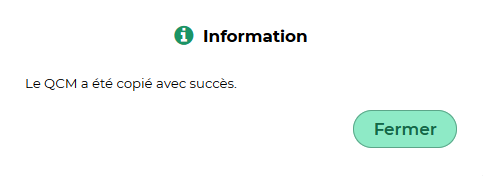 Information
Le QCM a été copié avec succès.
Fermer